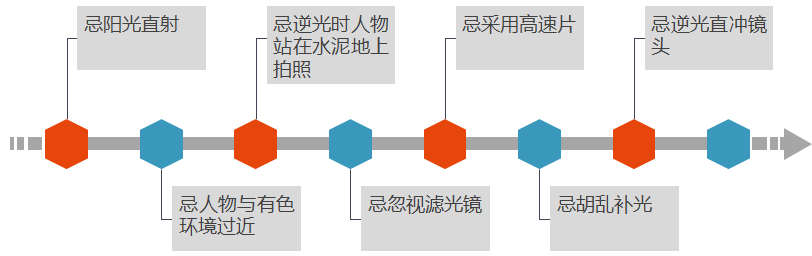 忌阳光直射
忌人物与有色
环境过近
忌逆光时人物
站在水泥地上
拍照
忌忽视滤光镜
忌采用高速片
忌胡乱补光
忌逆光直冲镜
头